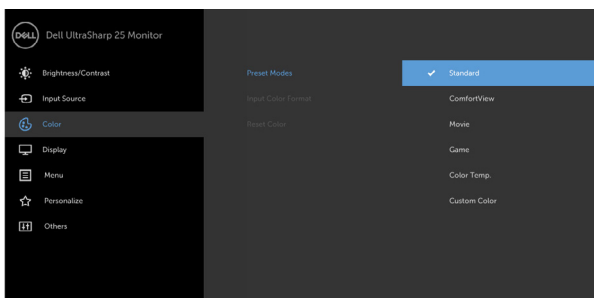 DELL Dell UltraSharp 25 Monitor
Brightness/Contrast Preset Modes Standard
Input Source Input Color Format ComfortView
Color Reset Color Movie
Display Game
Menu Color Temp.
Personalize Custom Color
Others